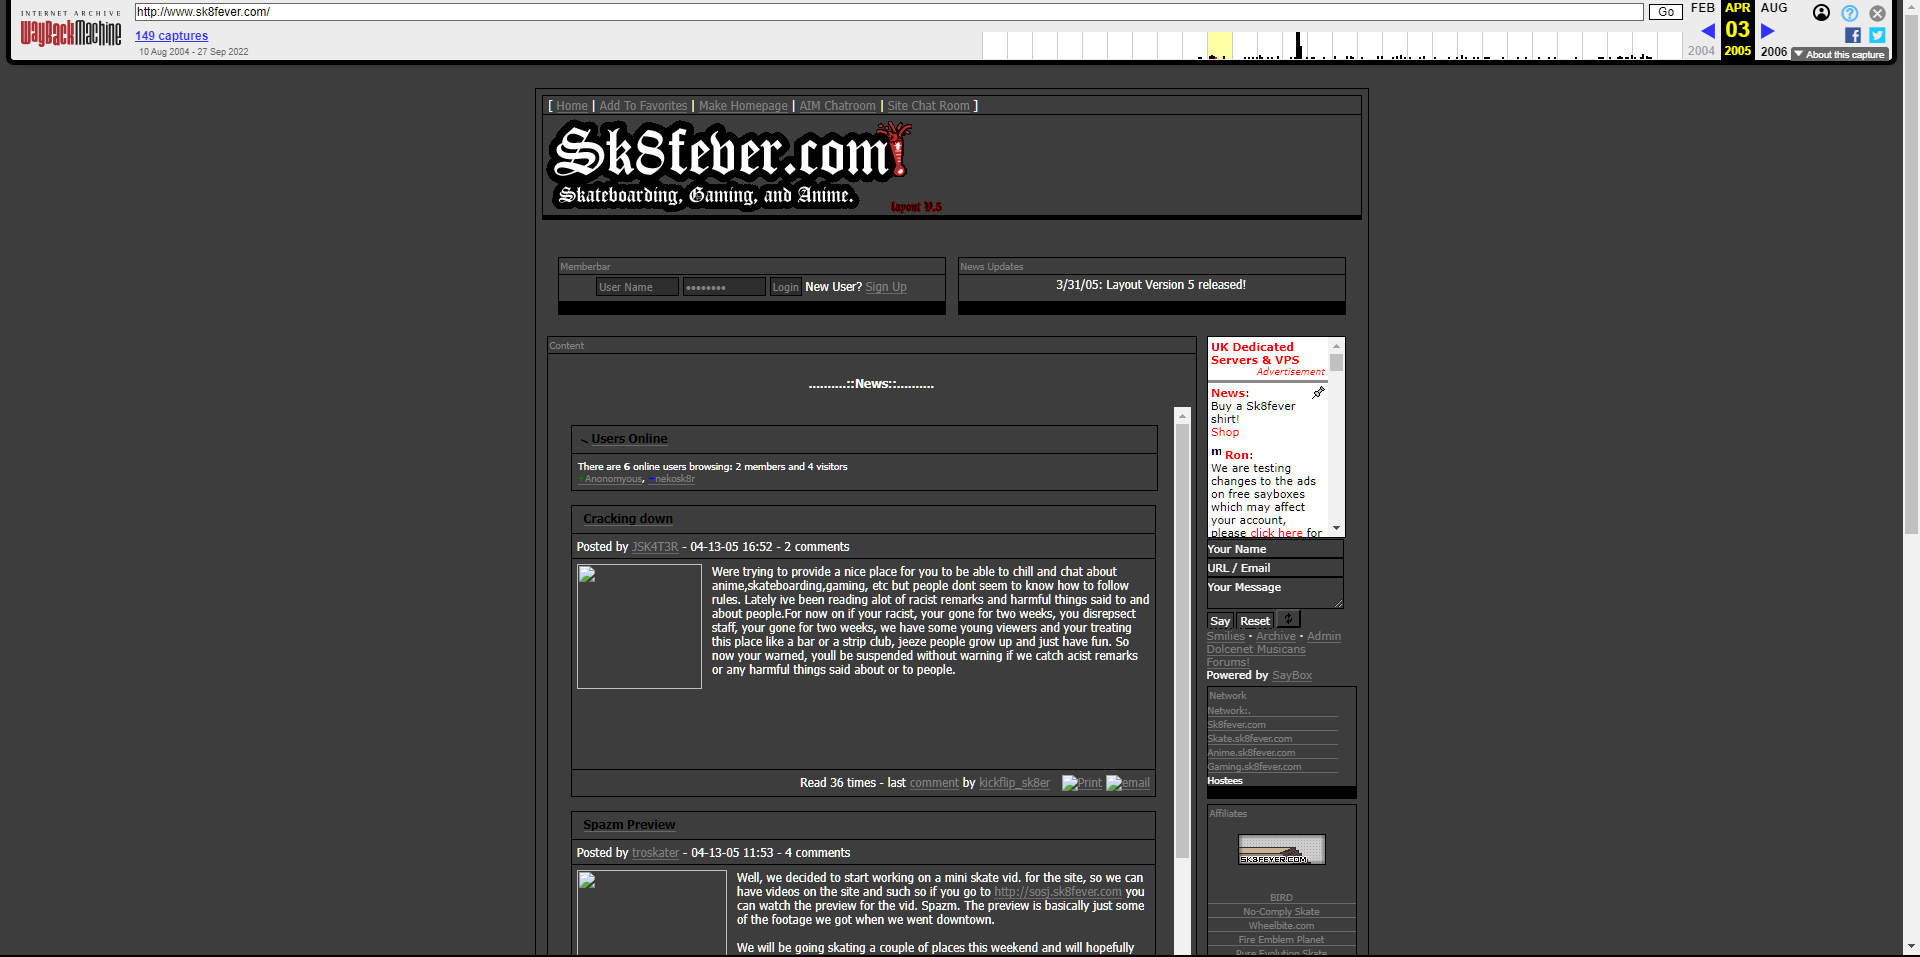 INTERNET ARCHIVE
WayBackMachine
http://www.sk8fever.com/
Go
149 captures
10 Aug 2004 - 27 Sep 2022
FEB APR AUG
03
2004 2005 2006
About this capture
[ Home | Add To Favorites | Make Homepage | AIM Chatroom | Site Chat Room ]
Sk8fever.com
Skateboarding, Gaming, and Anime.
layout V.5
Memberbar
User Name
••••••••
Login New User? Sign Up
News Updates
3/31/05: Layout Version 5 released!
Content
..........::News::..........
Users Online
There are 6 online users browsing: 2 members and 4 visitors
Anonomyous, nekosk8r
Cracking down
Posted by JSK4T3R - 04-13-05 16:52 - 2 comments
Were trying to provide a nice place for you to be able to chill and chat about
anime,skateboarding,gaming, etc but people dont seem to know how to follow
rules. Lately ive been reading alot of racist remarks and harmful things said to and
about people.For now on if your racist, your gone for two weeks, you disrepsect
staff, your gone for two weeks, we have some young viewers and your treating
this place like a bar or a strip club, jeeze people grow up and just have fun. So
now your warned, youll be suspended without warning if we catch acist remarks
or any harmful things said about or to people.
Read 36 times - last comment by kickflip_sk8er Print email
Spazm Preview
Posted by troskater - 04-13-05 11:53 - 4 comments
Well, we decided to start working on a mini skate vid. for the site, so we can
have videos on the site and such so if you go to http://sosj.sk8fever.com you
can watch the preview for the vid. Spazm. The preview is basically just some
of the footage we got when we went downtown.
We will be going skating a couple of places this weekend and will hopefully
UK Dedicated
Servers & VPS
Advertisement
News:
Buy a Sk8fever
shirt!
Shop
m Ron:
We are testing
changes to the ads
on free sayboxes
which may affect
your account,
please click here for
Your Name
URL / Email
Your Message
Say Reset
Smilies • Archive • Admin
Dolcenet Musicans
Forums!
Powered by SayBox
Network
Network:.
Sk8fever.com
Skate.sk8fever.com
Anime.sk8fever.com
Gaming.sk8fever.com
Hostees
Affiliates
SK8FEVER.COM
BIRD
No-Comply Skate
Wheelbite.com
Fire Emblem Planet
Pure Evolution Skate